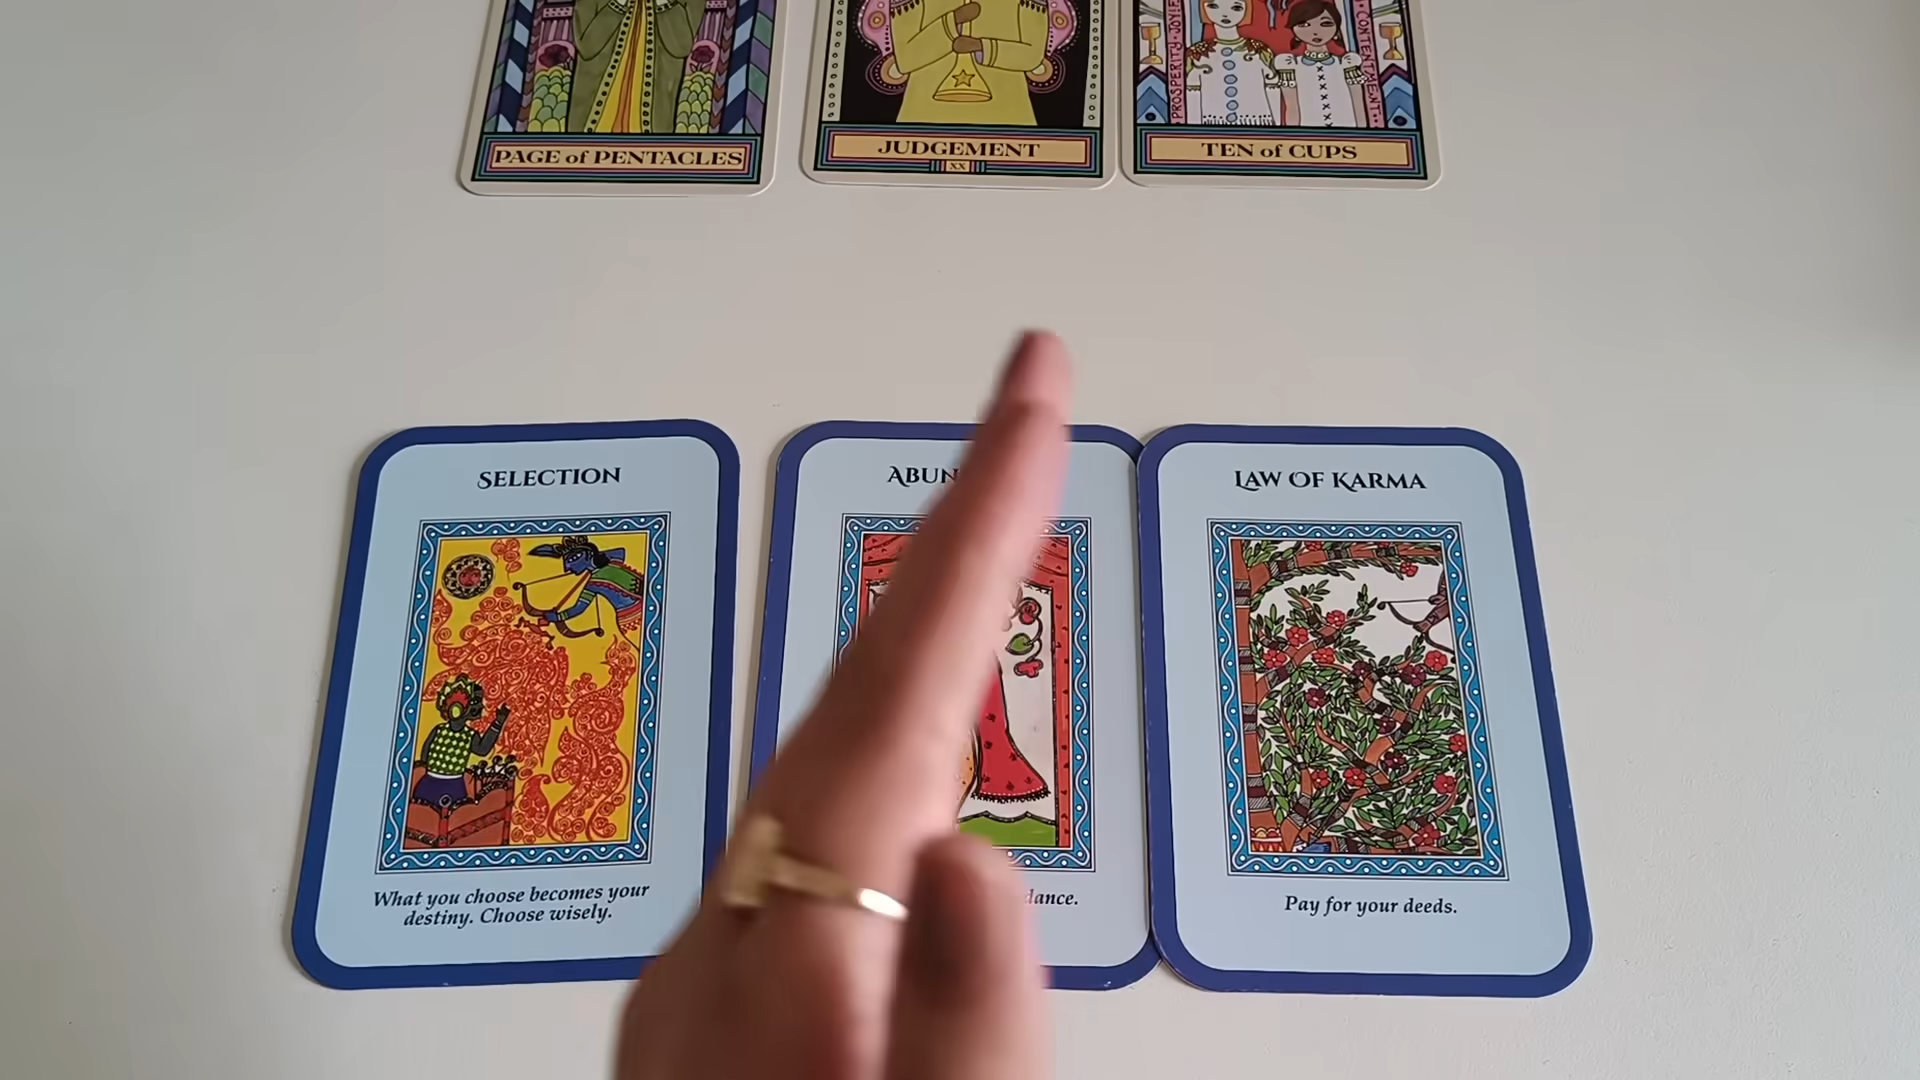 PROSPERITY · JOY
CONTENTMENT
PAGE of PENTACLES
JUDGEMENT
XX
TEN of CUPS
SELECTION
LAW OF KARMA
What you choose becomes your
destiny. Choose wisely.
Pay for your deeds.